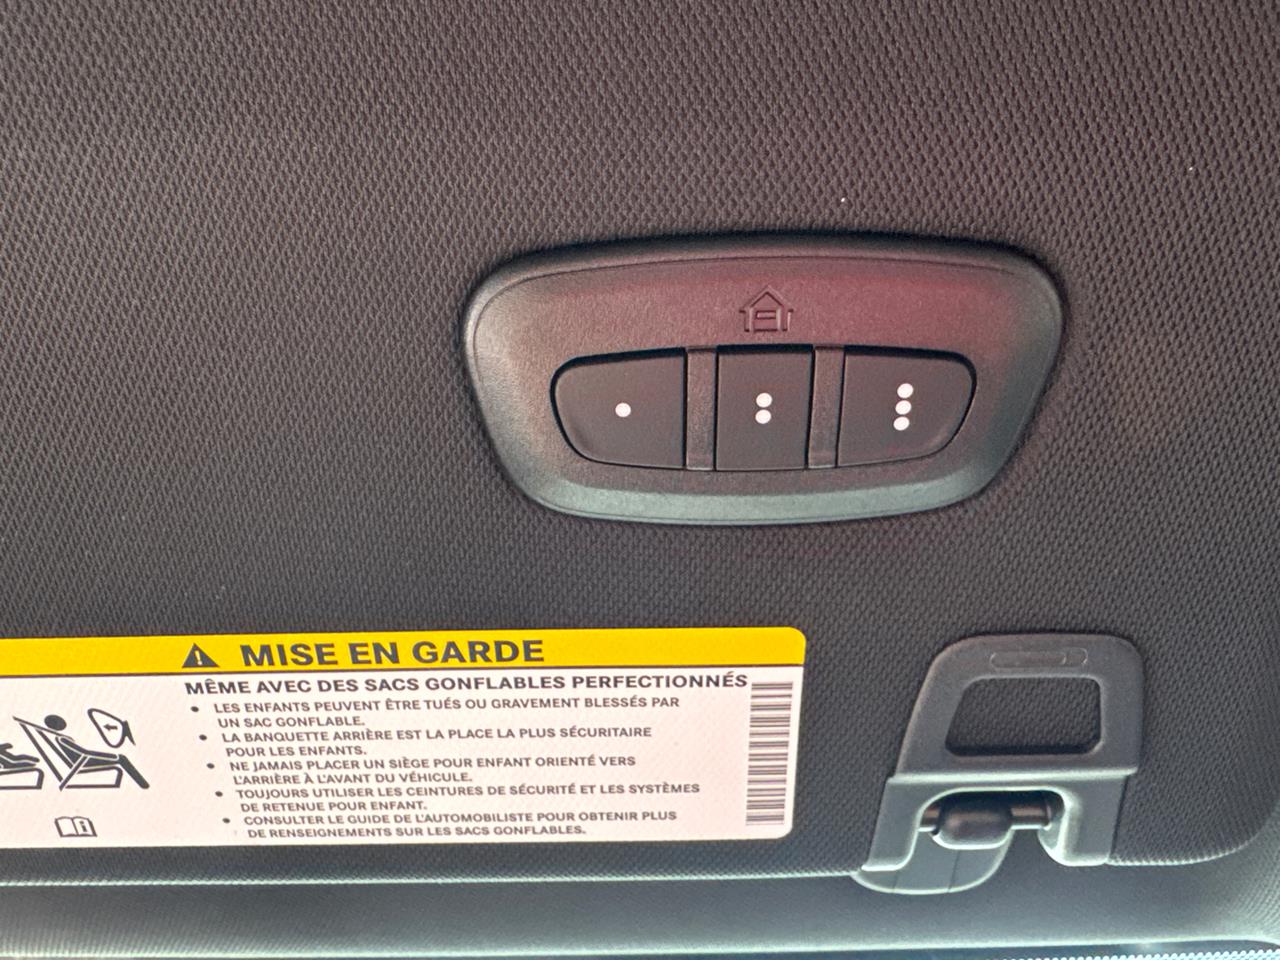 MISE EN GARDE
MÊME AVEC DES SACS GONFLABLES PERFECTIONNÉS
• LES ENFANTS PEUVENT ÊTRE TUÉS OU GRAVEMENT BLESSÉS PAR
UN SAC GONFLABLE.
• LA BANQUETTE ARRIÈRE EST LA PLACE LA PLUS SÉCURITAIRE
POUR LES ENFANTS.
• NE JAMAIS PLACER UN SIÈGE POUR ENFANT ORIENTÉ VERS
L'ARRIÈRE À L'AVANT DU VÉHICULE.
• TOUJOURS UTILISER LES CEINTURES DE SÉCURITÉ ET LES SYSTÈMES
DE RETENUE POUR ENFANT.
• CONSULTER LE GUIDE DE L'AUTOMOBILISTE POUR OBTENIR PLUS
DE RENSEIGNEMENTS SUR LES SACS GONFLABLES.